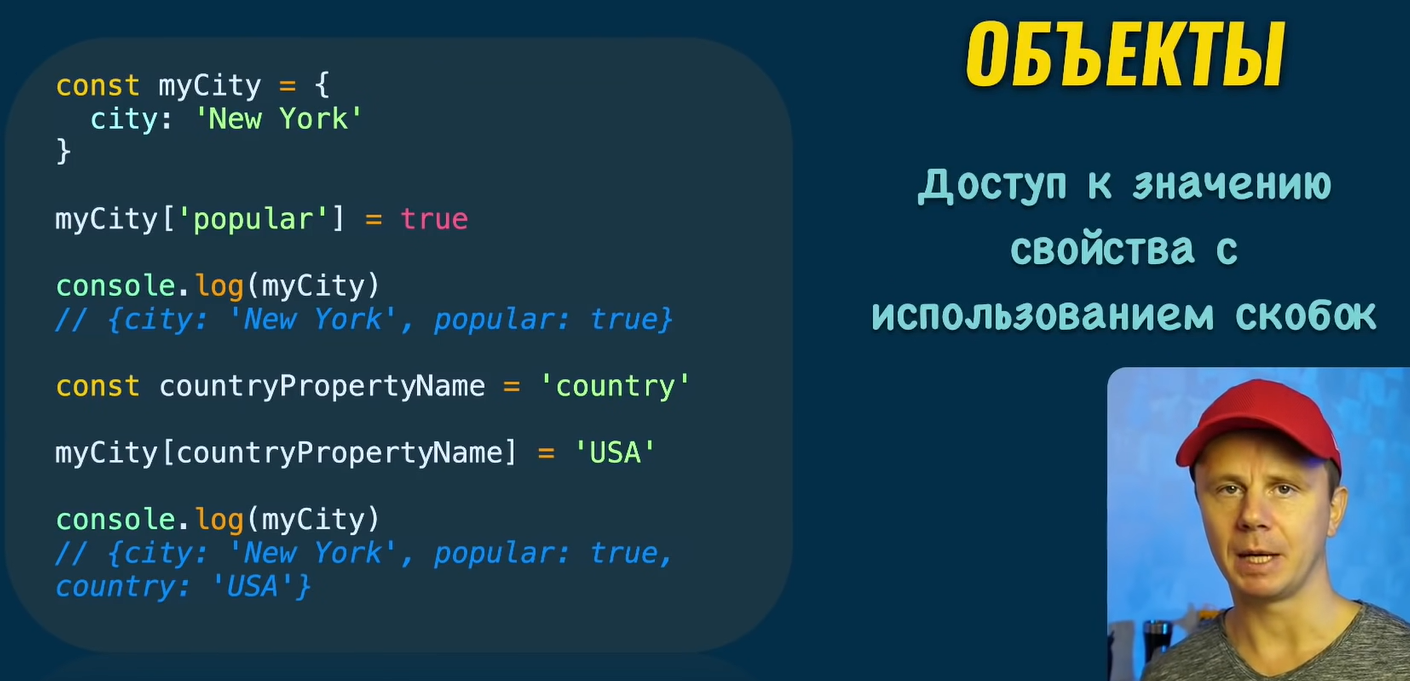 ОБЪЕКТЫ
Доступ к значению
свойства с
использованием скобок
const myCity = {
  city: 'New York'
}
myCity['popular'] = true
console.log(myCity)
// {city: 'New York', popular: true}
const countryPropertyName = 'country'
myCity[countryPropertyName] = 'USA'
console.log(myCity)
// {city: 'New York', popular: true,
country: 'USA'}